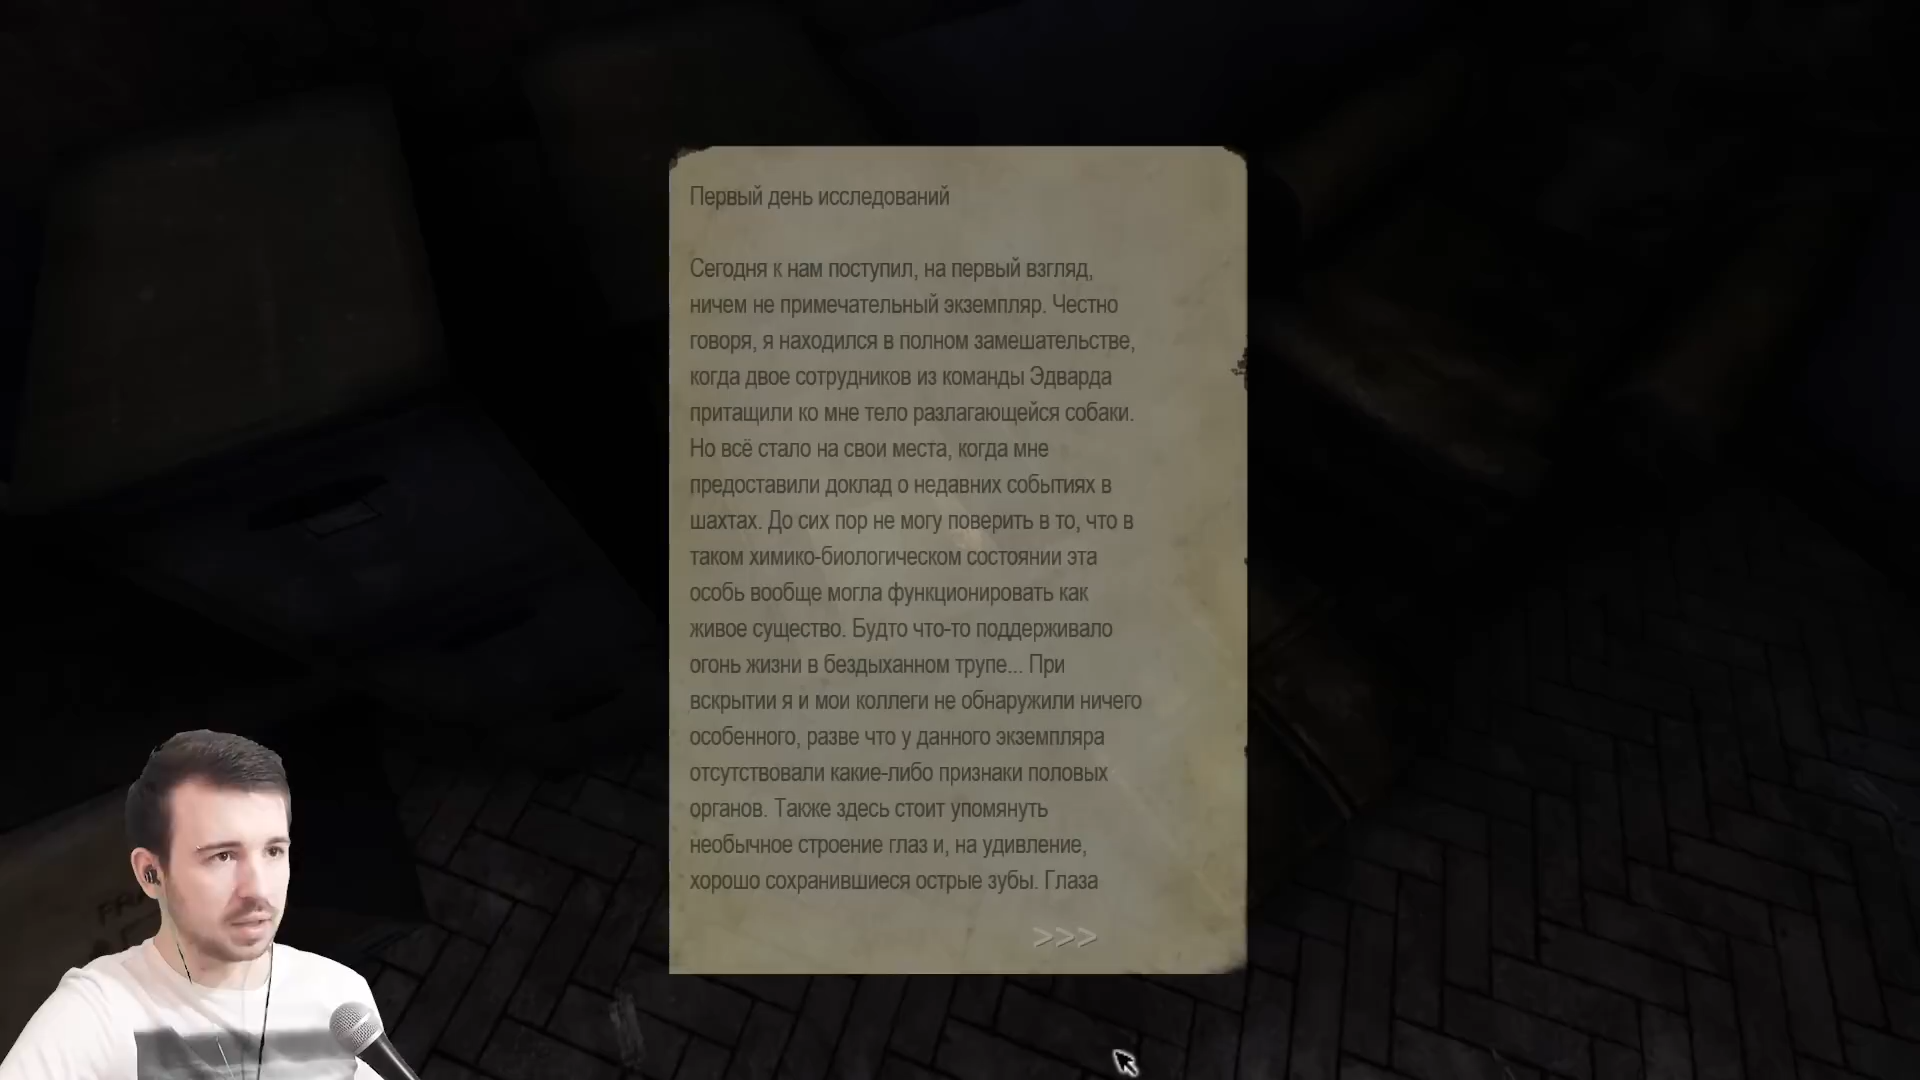 Первый день исследований
Сегодня к нам поступил, на первый взгляд,
ничем не примечательный экземпляр. Честно
говоря, я находился в полном замешательстве,
когда двое сотрудников из команды Эдварда
притащили ко мне тело разлагающейся собаки.
Но всё стало на свои места, когда мне
предоставили доклад о недавних событиях в
шахтах. До сих пор не могу поверить в то, что в
таком химико-биологическом состоянии эта
особь вообще могла функционировать как
живое существо. Будто что-то поддерживало
огонь жизни в бездыханном трупе... При
вскрытии я и мои коллеги не обнаружили ничего
особенного, разве что у данного экземпляра
отсутствовали какие-либо признаки половых
органов. Также здесь стоит упомянуть
необычное строение глаз и, на удивление,
хорошо сохранившиеся острые зубы. Глаза
>>>